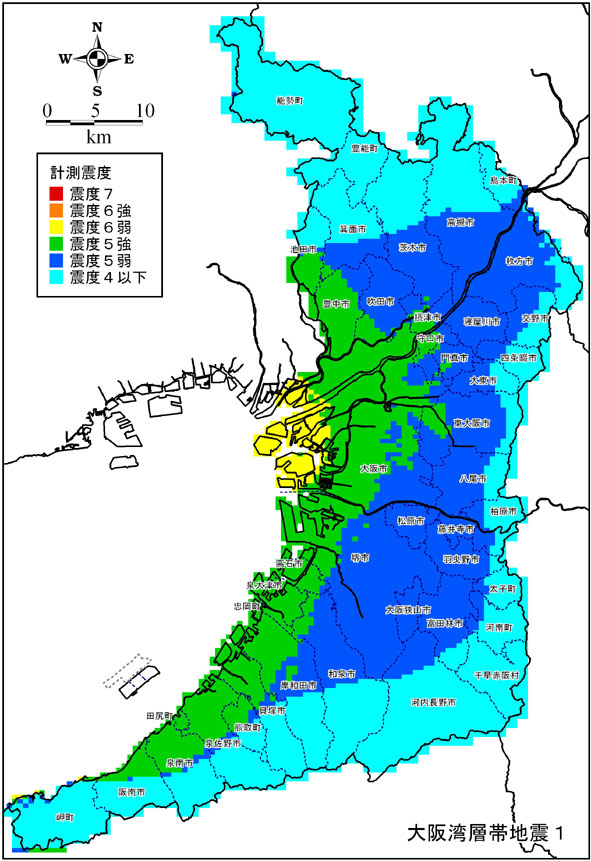 N
W E
S
0 5 10
km
計測震度
震度7
震度6強
震度6弱
震度5強
震度5弱
震度4以下
能勢町
豊能町
島本町
高槻市
箕面市
茨木市
池田市
枚方市
豊中市
吹田市
摂津市
寝屋川市
交野市
守口市
門真市
四条畷市
大東市
東大阪市
大阪市
八尾市
柏原市
松原市
藤井寺市
堺市
羽曳野市
高石市
泉大津市
太子町
忠岡町
大阪狭山市
富田林市
河南町
和泉市
千早赤阪村
岸和田市
河内長野市
貝塚市
田尻町
熊取町
泉佐野市
泉南市
阪南市
岬町
大阪湾層帯地震1